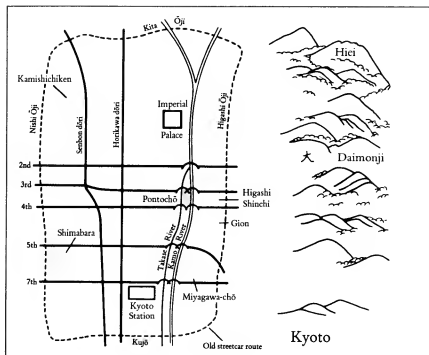 Kita Ōji
Hiei
Kamishichiken
Nishi Ōji
Senbon dōri
Horikawa dōri
Imperial
Palace
Higashi Ōji
大 Daimonji
2nd
3rd
Pontochō
Higashi
Shinchi
4th
Gion
Takase River
Kamo River
Shimabara
5th
7th
Miyagawa-chō
Kyoto
Station
Kujō
Old streetcar route
Kyoto